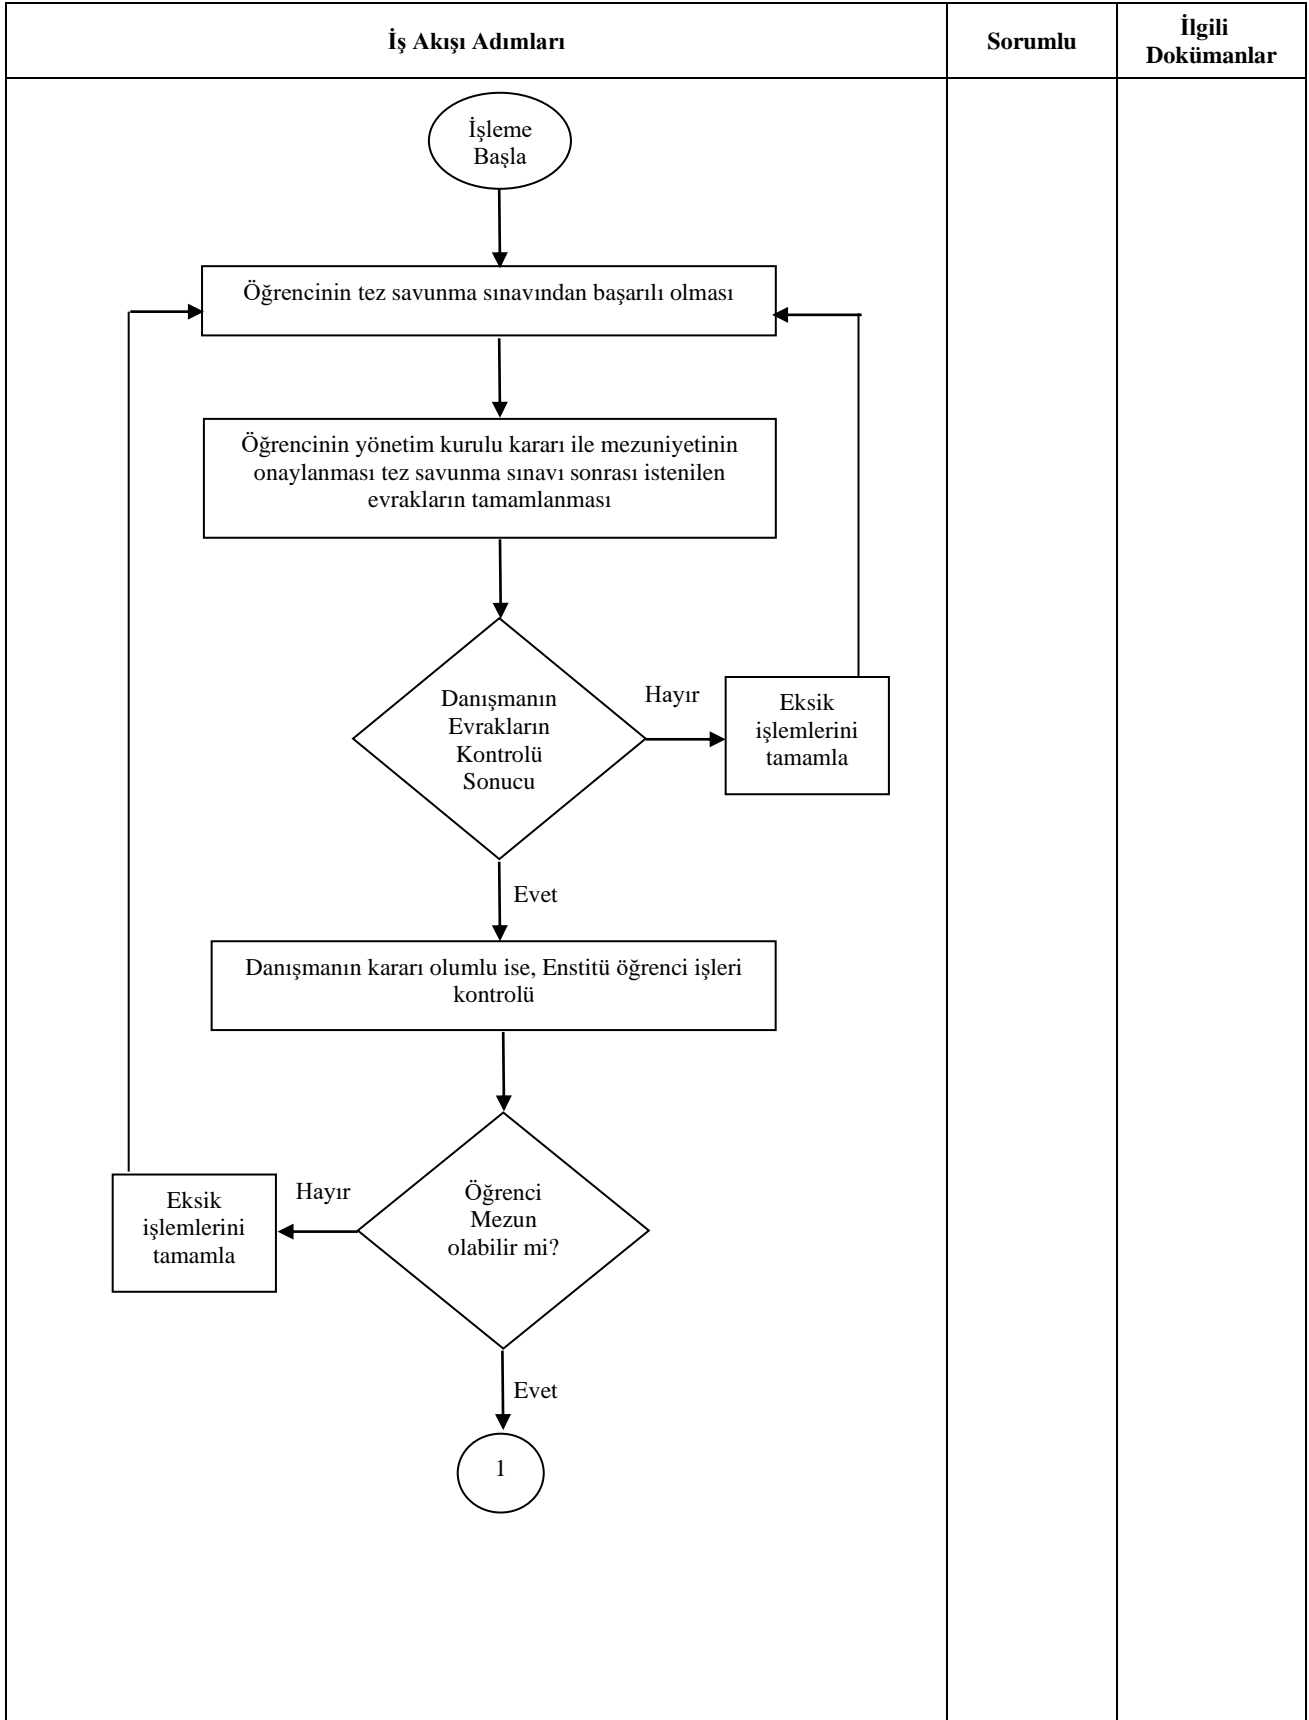 İş Akışı Adımları
Sorumlu
İlgili
Dokümanlar
İşleme
Başla
Öğrencinin tez savunma sınavından başarılı olması
Öğrencinin yönetim kurulu kararı ile mezuniyetinin
onaylanması tez savunma sınavı sonrası istenilen
evrakların tamamlanması
Danışmanın
Evrakların
Kontrolü
Sonucu
Hayır
Eksik
işlemlerini
tamamla
Evet
Danışmanın kararı olumlu ise, Enstitü öğrenci işleri
kontrolü
Öğrenci
Mezun
olabilir mi?
Hayır
Eksik
işlemlerini
tamamla
Evet
1